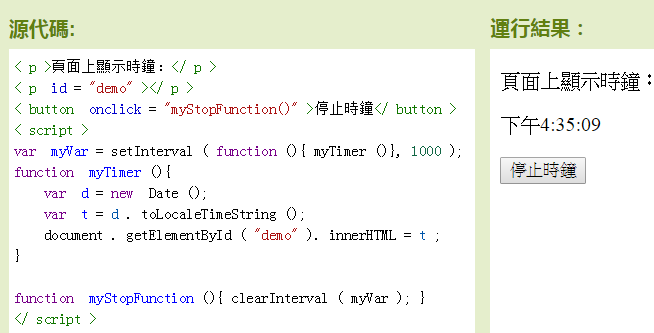 源代碼:
< p >頁面上顯示時鐘：</ p >
< p id = "demo" ></ p >
< button onclick = "myStopFunction()" >停止時鐘</ button >
< script >
var myVar = setInterval ( function (){ myTimer ()}, 1000 );
function myTimer (){
var d = new Date ();
var t = d . toLocaleTimeString ();
document . getElementById ( "demo" ). innerHTML = t ;
}
function myStopFunction (){ clearInterval ( myVar ); }
</ script >
運行結果：
頁面上顯示時鐘：
下午4:35:09
停止時鐘